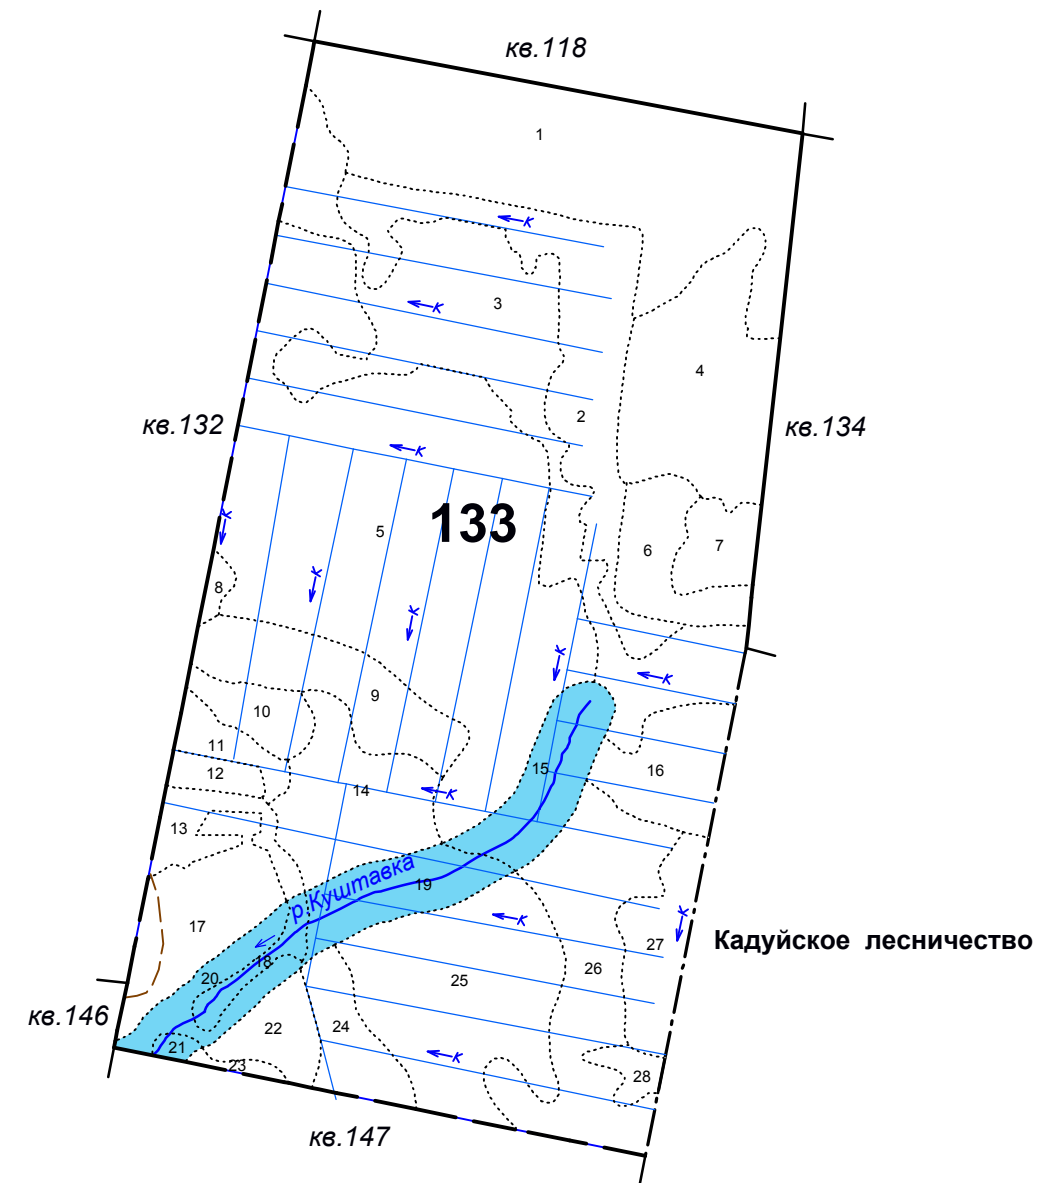 кв.118
1
к
3
к
4
2
кв.132
кв.134
к
133
к
5
6
7
8
к
к
к
к
9
10
11
12
15
16
14
к
13
р.Куштавка
19
17
к
27
к
Кадуйское лесничество
18
20
25
26
кв.146
22
24
21
23
к
28
кв.147